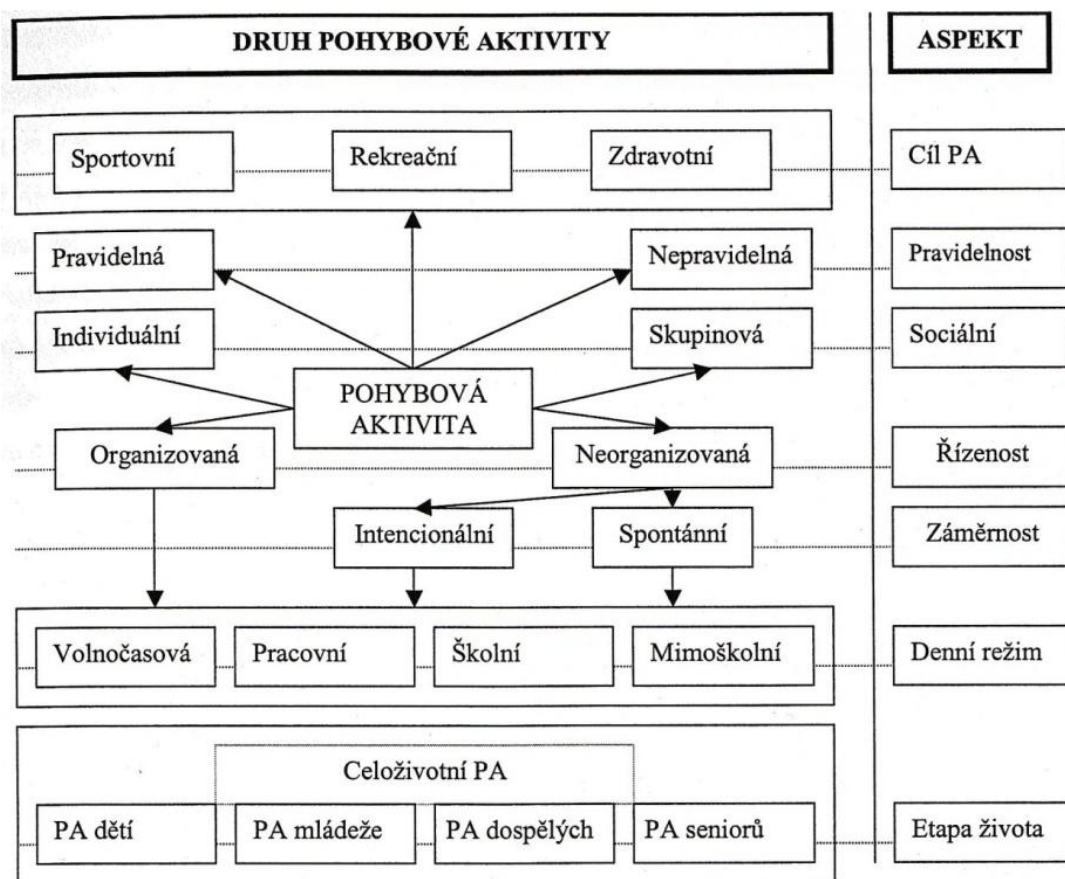 DRUH POHYBOVÉ AKTIVITY
ASPEKT
Sportovní
Rekreační
Zdravotní
Cíl PA
Pravidelná
Nepravidelná
Pravidelnost
Individuální
Skupinová
Sociální
POHYBOVÁ
AKTIVITA
Organizovaná
Neorganizovaná
Řízenost
Intencionální
Spontánní
Záměrnost
Volnočasová
Pracovní
Školní
Mimoškolní
Denní režim
Celoživotní PA
PA dětí
PA mládeže
PA dospělých
PA seniorů
Etapa života